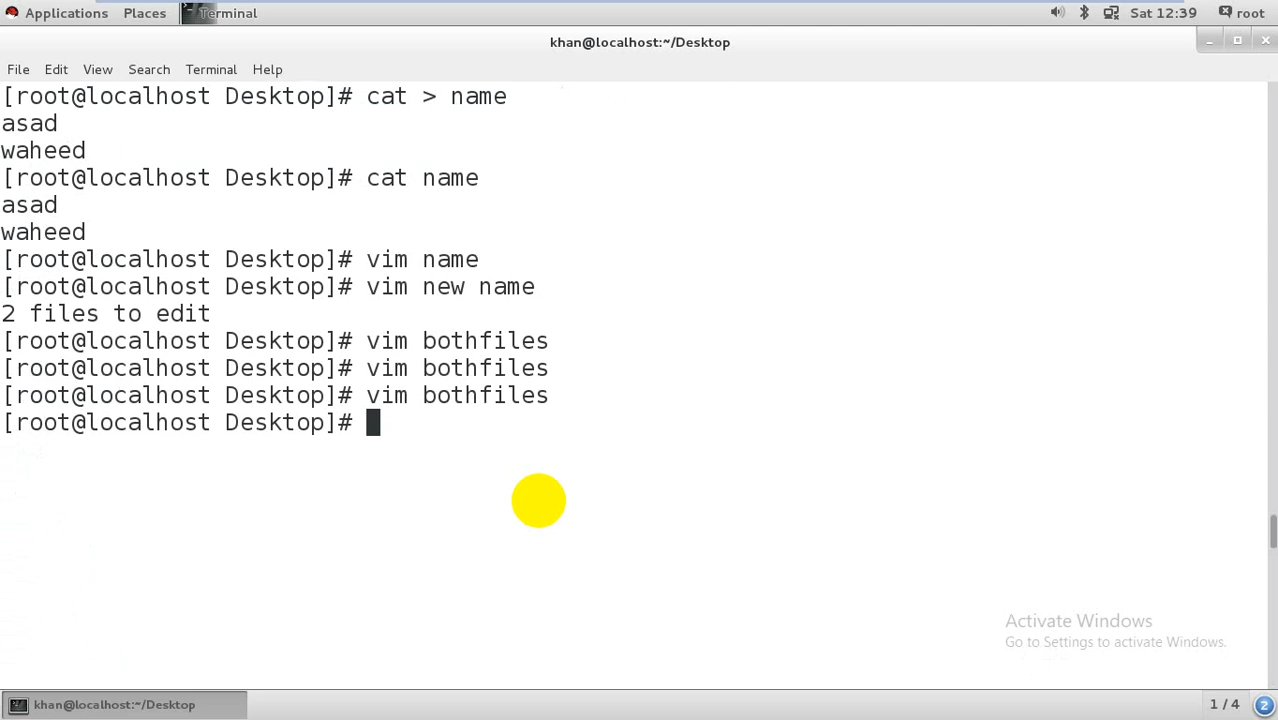 Applications Places Terminal Sat 12:39 root
khan@localhost:~/Desktop
File Edit View Search Terminal Help
[root@localhost Desktop]# cat > name
asad
waheed
[root@localhost Desktop]# cat name
asad
waheed
[root@localhost Desktop]# vim name
[root@localhost Desktop]# vim new name
2 files to edit
[root@localhost Desktop]# vim bothfiles
[root@localhost Desktop]# vim bothfiles
[root@localhost Desktop]# vim bothfiles
[root@localhost Desktop]#
Activate Windows
Go to Settings to activate Windows.
khan@localhost:~/Desktop 1 / 4 2